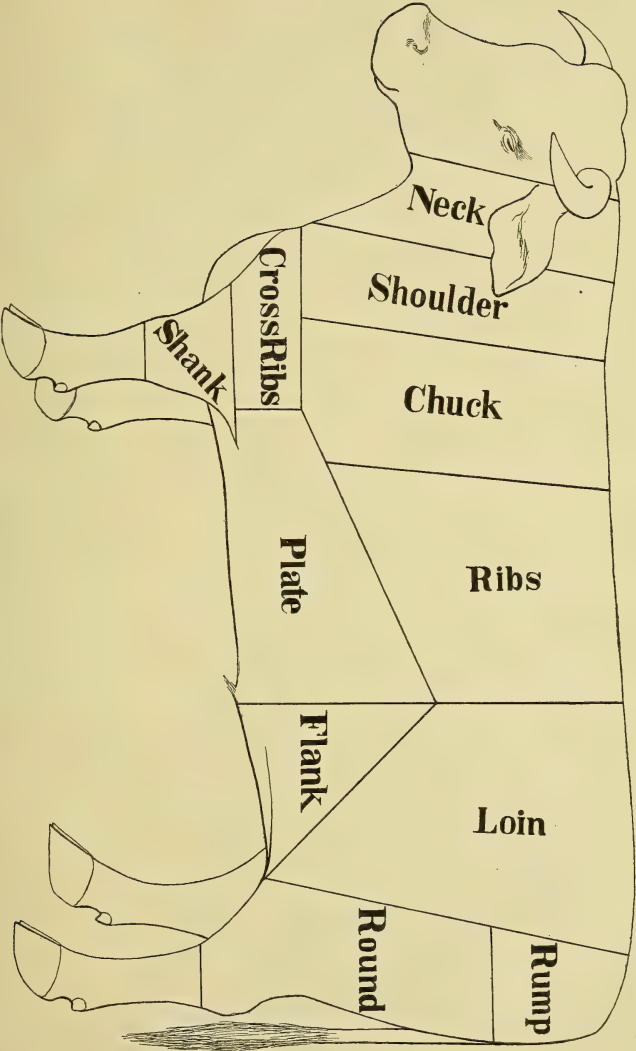 Neck
Shoulder
CrossRibs
Shank
Chuck
Plate
Ribs
Flank
Loin
Round
Rump